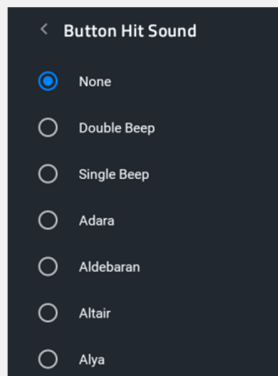 Button Hit Sound
None
Double Beep
Single Beep
Adara
Aldebaran
Altair
Alya